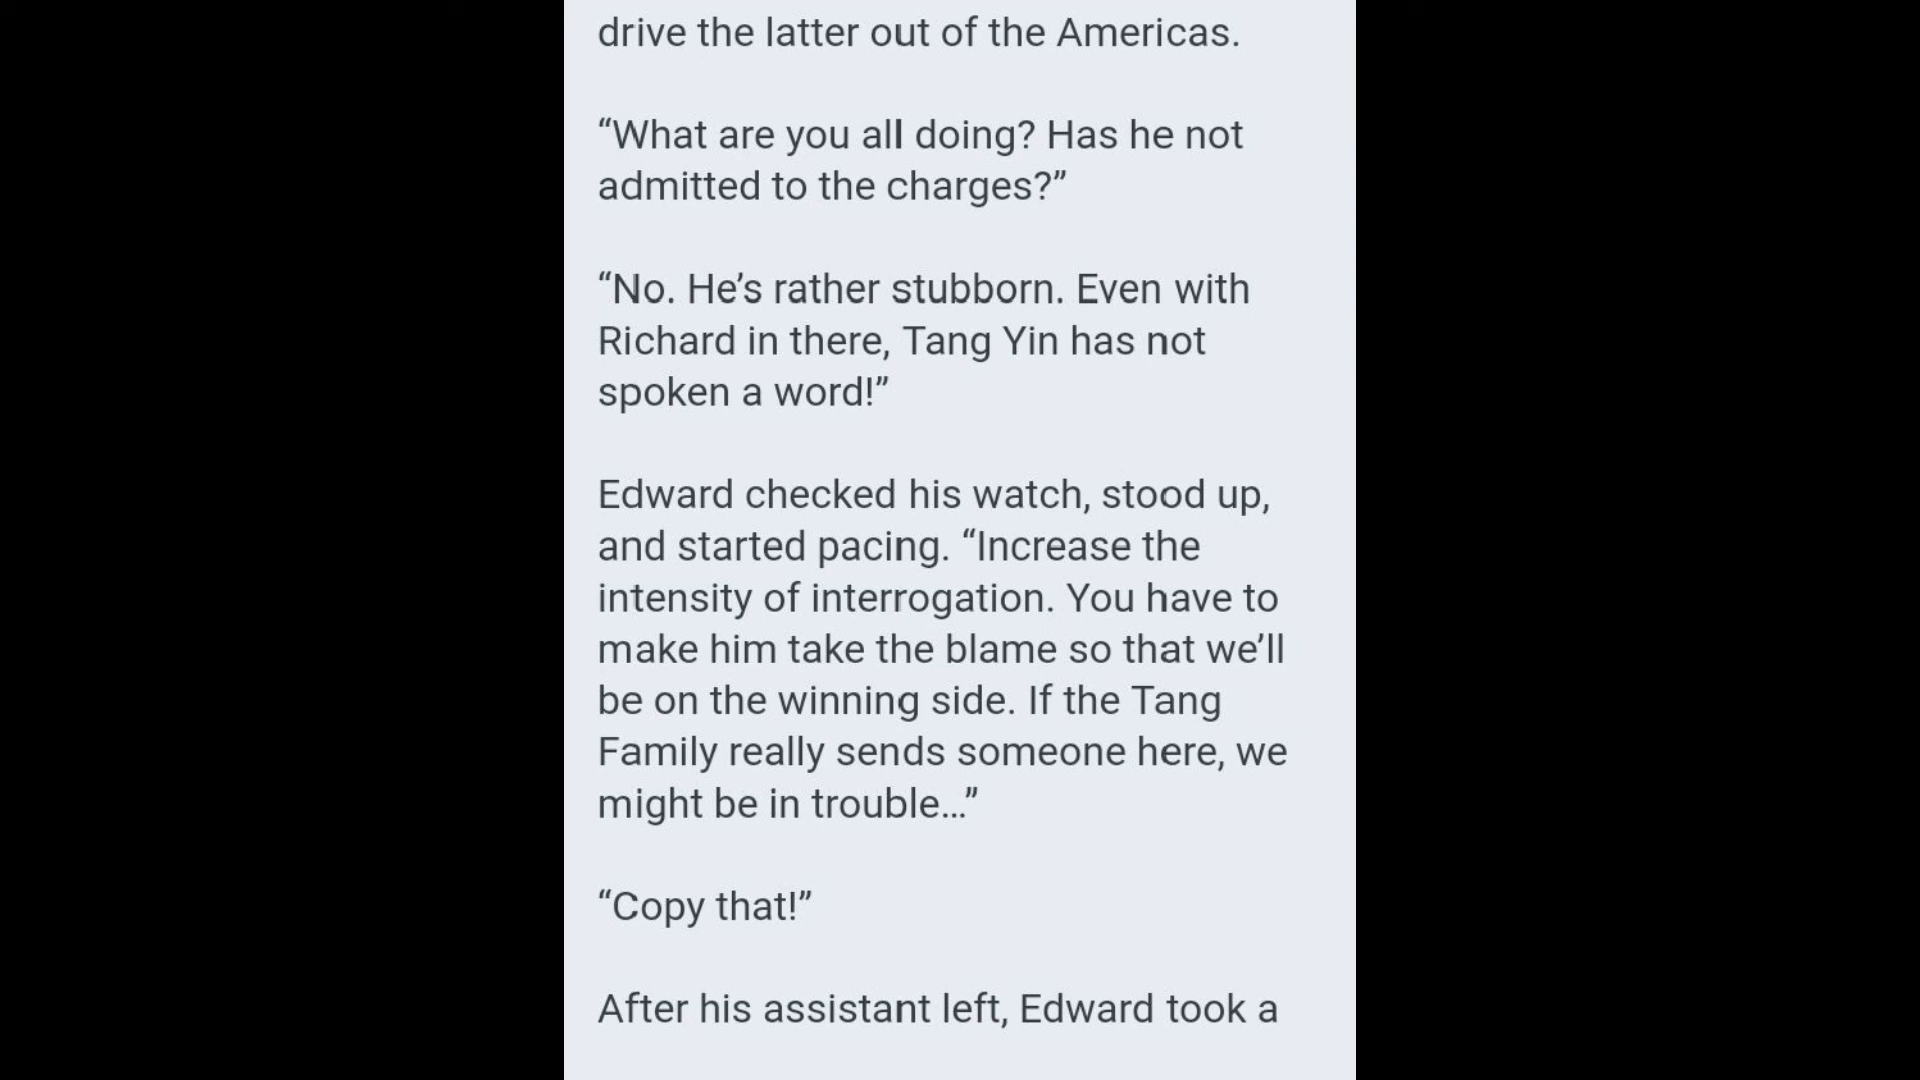 drive the latter out of the Americas.
“What are you all doing? Has he not
admitted to the charges?”
“No. He’s rather stubborn. Even with
Richard in there, Tang Yin has not
spoken a word!”
Edward checked his watch, stood up,
and started pacing. “Increase the
intensity of interrogation. You have to
make him take the blame so that we’ll
be on the winning side. If the Tang
Family really sends someone here, we
might be in trouble…”
“Copy that!”
After his assistant left, Edward took a